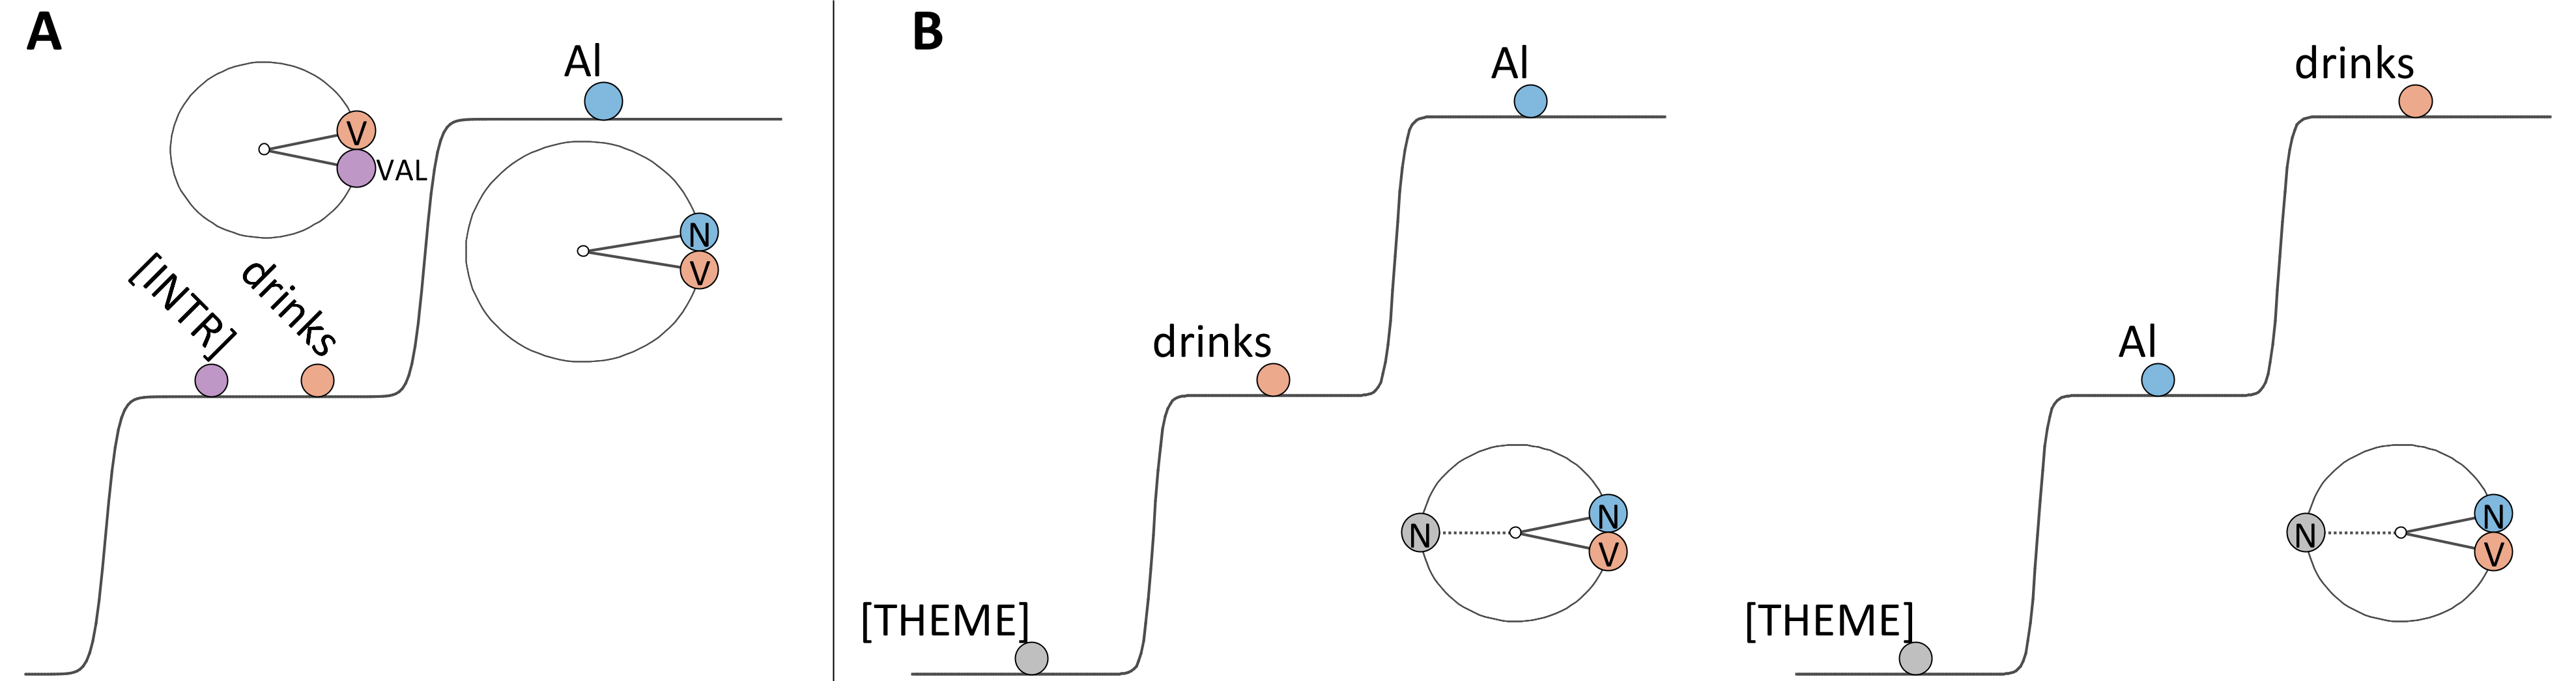 A
Al
V
VAL
N
V
[INTR]
drinks
B
Al
drinks
N
N
V
[THEME]
drinks
Al
N
N
V
[THEME]